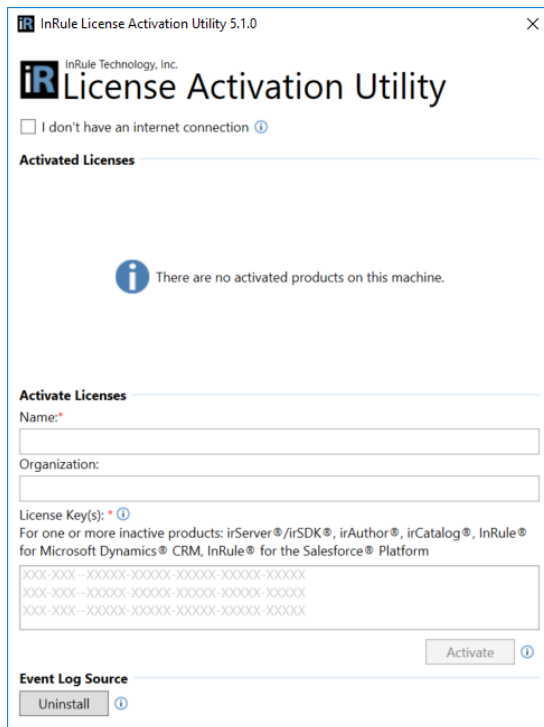 iR InRule License Activation Utility 5.1.0
InRule Technology, Inc.
iR License Activation Utility
I don't have an internet connection
Activated Licenses
There are no activated products on this machine.
Activate Licenses
Name:*
Organization:
License Key(s): *
For one or more inactive products: irServer®/irSDK®, irAuthor®, irCatalog®, InRule®
for Microsoft Dynamics® CRM, InRule® for the Salesforce® Platform
XXX-XXX--XXXXX-XXXXX-XXXXX-XXXXX-XXXXX
XXX-XXX--XXXXX-XXXXX-XXXXX-XXXXX-XXXXX
XXX-XXX--XXXXX-XXXXX-XXXXX-XXXXX-XXXXX
Activate
Event Log Source
Uninstall